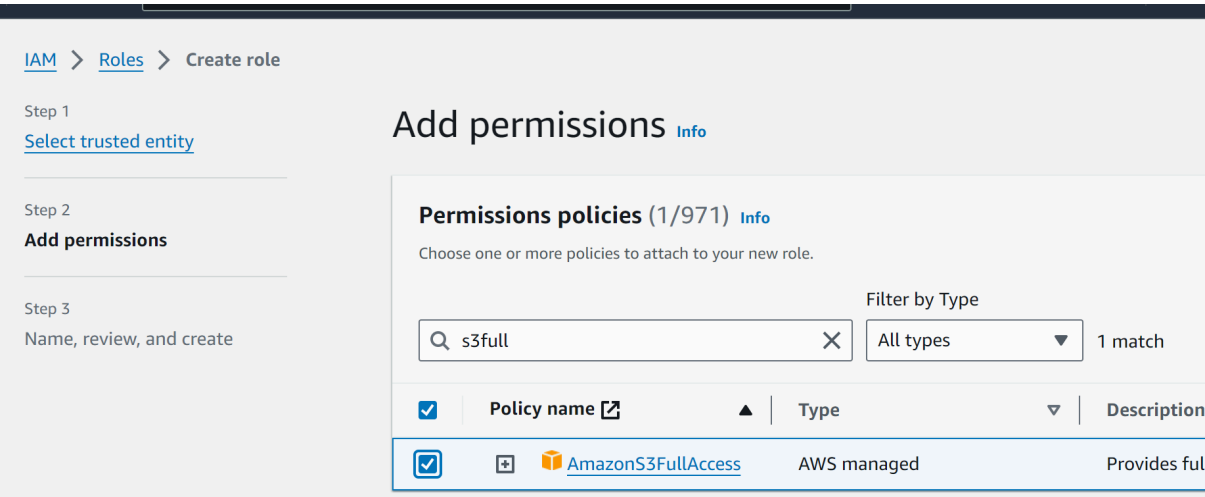 IAM > Roles > Create role
Step 1
Select trusted entity
Step 2
Add permissions
Step 3
Name, review, and create
Add permissions Info
Permissions policies (1/971) Info
Choose one or more policies to attach to your new role.
Filter by Type
s3full All types 1 match
Policy name Type Description
AmazonS3FullAccess AWS managed Provides ful